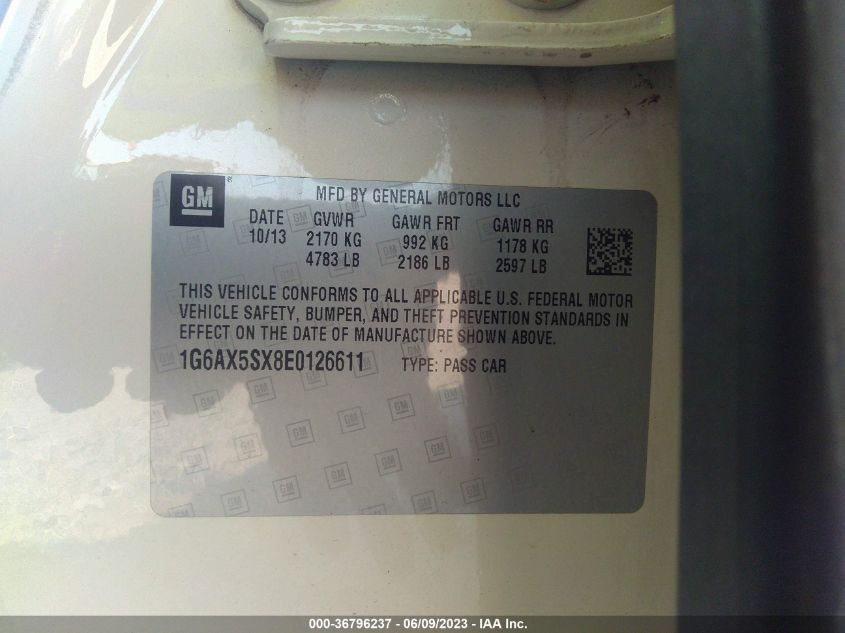 GM
MFD BY GENERAL MOTORS LLC
DATE GVWR GAWR FRT GAWR RR
10/13 2170 KG 992 KG 1178 KG
4783 LB 2186 LB 2597 LB
THIS VEHICLE CONFORMS TO ALL APPLICABLE U.S. FEDERAL MOTOR
VEHICLE SAFETY, BUMPER, AND THEFT PREVENTION STANDARDS IN
EFFECT ON THE DATE OF MANUFACTURE SHOWN ABOVE.
1G6AX5SX8E0126611 TYPE: PASS CAR
000-36796237 - 06/09/2023 - IAA Inc.